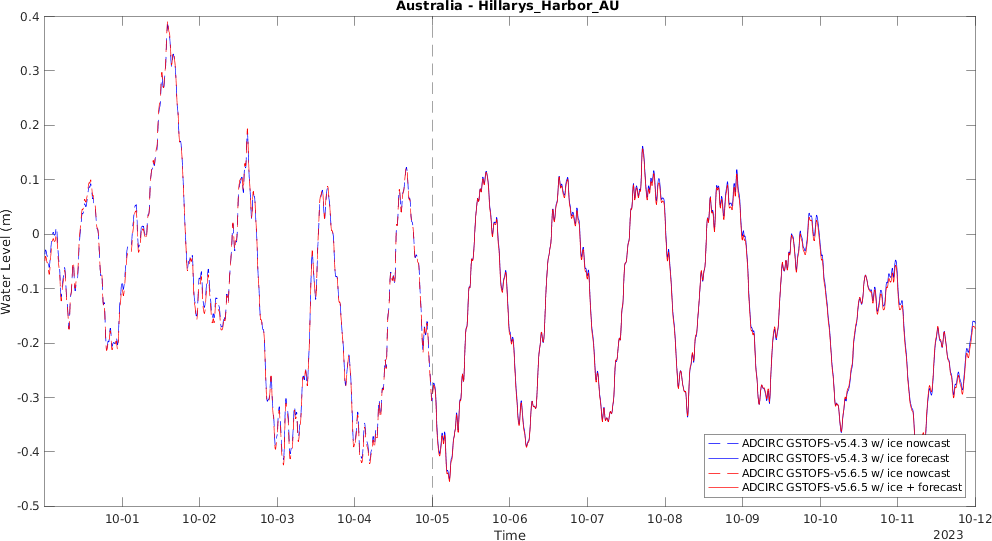 Australia - Hillarys_Harbor_AU
Water Level (m)
0.4
0.3
0.2
0.1
0
-0.1
-0.2
-0.3
-0.4
-0.5
ADCIRC GSTOFS-v5.4.3 w/ ice nowcast
ADCIRC GSTOFS-v5.4.3 w/ ice forecast
ADCIRC GSTOFS-v5.6.5 w/ ice nowcast
ADCIRC GSTOFS-v5.6.5 w/ ice + forecast
10-01 10-02 10-03 10-04 10-05 10-06 10-07 10-08 10-09 10-10 10-11 10-12
Time
2023